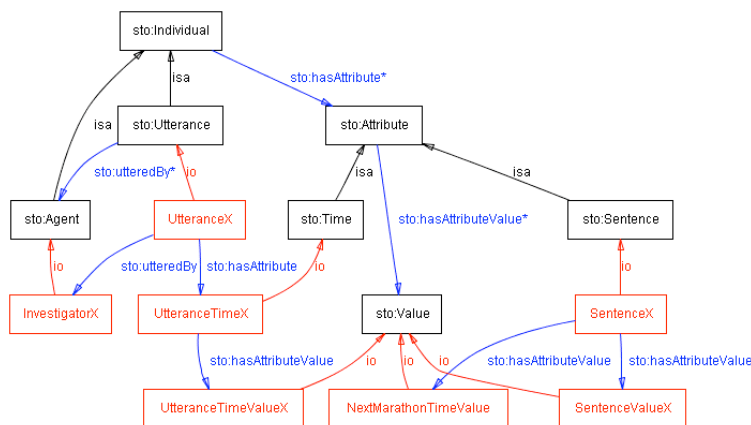 sto:Individual
sto:hasAttribute*
isa
isa
sto:Utterance
sto:Attribute
sto:utteredBy*
io
isa
isa
sto:Agent
UtteranceX
sto:Time
sto:hasAttributeValue*
sto:Sentence
io
sto:utteredBy
sto:hasAttribute
io
io
InvestigatorX
UtteranceTimeX
sto:Value
SentenceX
sto:hasAttributeValue
io
io
io
sto:hasAttributeValue
sto:hasAttributeValue
UtteranceTimeValueX
NextMarathonTimeValue
SentenceValueX